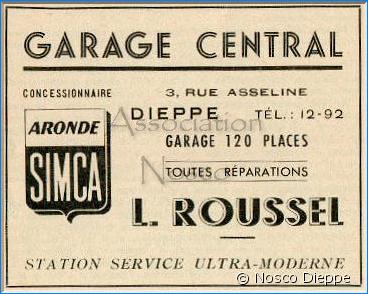 GARAGE CENTRAL
CONCESSIONNAIRE
3, RUE ASSELINE
DIEPPE TÉL.: 12-92
Association
ARONDE
SIMCA
GARAGE 120 PLACES
TOUTES RÉPARATIONS
Nosco
L. ROUSSEL
STATION SERVICE ULTRA-MODERNE
© Nosco Dieppe